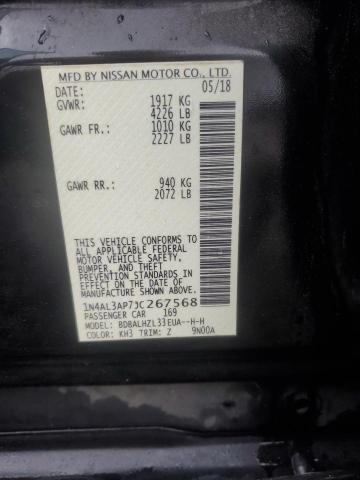 MFD BY NISSAN MOTOR CO., LTD.
DATE: 05/18
GVWR: 1917 KG
4226 LB
GAWR FR.: 1010 KG
2227 LB
GAWR RR.: 940 KG
2072 LB
THIS VEHICLE CONFORMS TO ALL
APPLICABLE U.S. FEDERAL
MOTOR VEHICLE SAFETY,
BUMPER, AND THEFT
PREVENTION STANDARDS IN
EFFECT ON THE DATE OF
MANUFACTURE SHOWN ABOVE.
1N4AL3AP7JC267568
PASSENGER CAR 169
MODEL: BDBALHZL33EUA--H-H
COLOR: KH3 TRIM: Z 9N00A